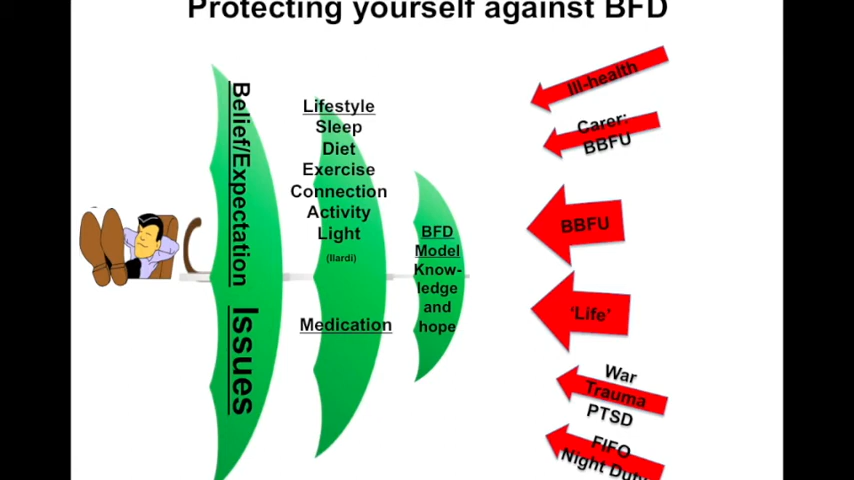 Protecting yourself against BFD
Belief/Expectation Issues
Lifestyle
Sleep
Diet
Exercise
Connection
Activity
Light
(Ilardi)
Medication
BFD
Model
Know-
ledge
and
hope
Ill-health
Carer:
BBFU
BBFU
‘Life’
War
Trauma
PTSD
FIFO
Night Duty